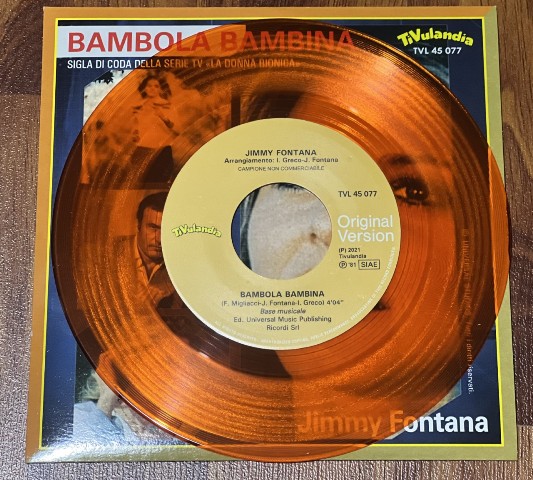 BAMBOLA BAMBINA
TiVulandia
TVL 45 077
SIGLA DI CODA DELLA SERIE TV «LA DONNA BIONICA»
JIMMY FONTANA
Arrangiamento: I. Greco-J. Fontana
CAMPIONE NON COMMERCIABILE
TVL 45 077
TiVulandia
Original
Version
(P) 2021
Tivulandia
(P) '81 SIAE
BAMBOLA BAMBINA
(F. Migliacci-J. Fontana-I. Greco) 4'04"
Base musicale
Ed. Universal Music Publishing
Ricordi Srl
i diritti riservati.
Jimmy Fontana